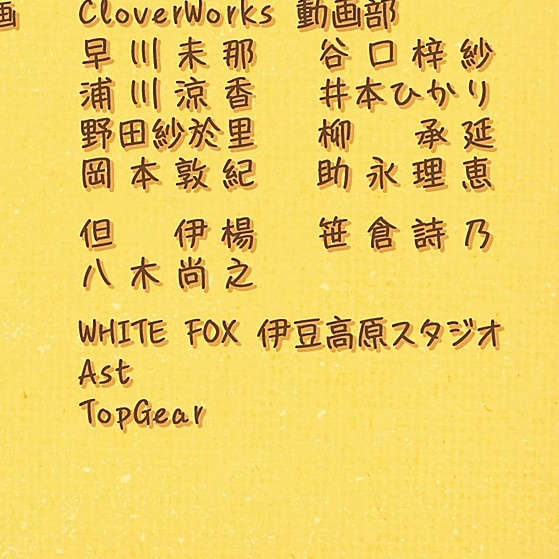 画 CloverWorks 動画部
早川未那 谷口梓紗
浦川涼香 井本ひかり
野田紗於里 柳 承延
岡本敦紀 助永理恵
但 伊楊 笹倉詩乃
八木尚之
WHITE FOX 伊豆高原スタジオ
Ast
TopGear